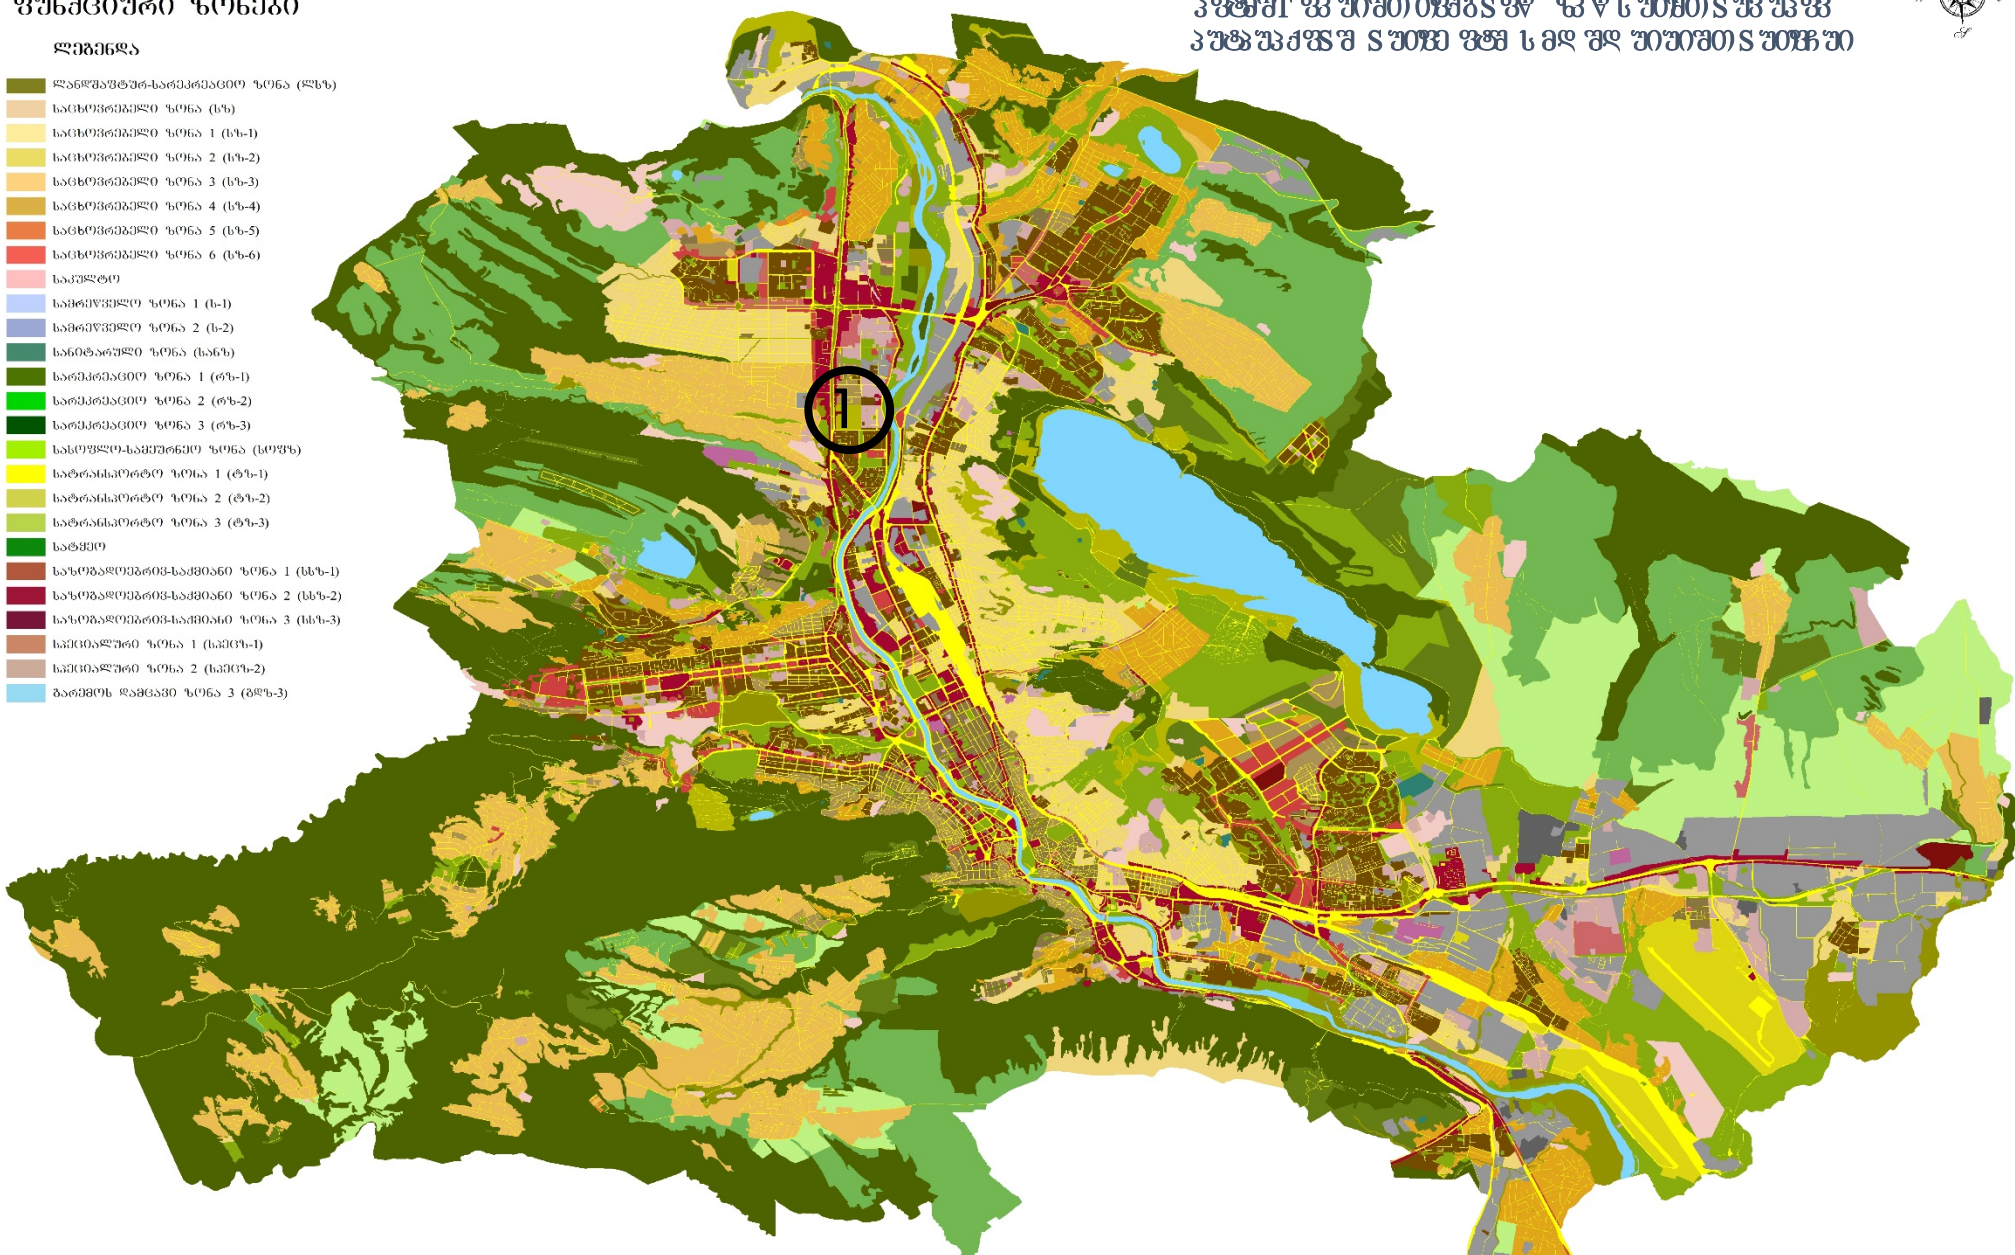 ფუნქციური ზონები
ლეგენდა
ლანდშაფტურ-სარეკრეაციო ზონა (ლსზ)
საცხოვრებელი ზონა (სზ)
საცხოვრებელი ზონა 1 (სზ-1)
საცხოვრებელი ზონა 2 (სზ-2)
საცხოვრებელი ზონა 3 (სზ-3)
საცხოვრებელი ზონა 4 (სზ-4)
საცხოვრებელი ზონა 5 (სზ-5)
საცხოვრებელი ზონა 6 (სზ-6)
საკულტო
სამრეწველო ზონა 1 (ს-1)
სამრეწველო ზონა 2 (ს-2)
სანიტარული ზონა (სანზ)
სარეკრეაციო ზონა 1 (რზ-1)
სარეკრეაციო ზონა 2 (რზ-2)
სარეკრეაციო ზონა 3 (რზ-3)
სასოფლო-სამეურნეო ზონა (სოფზ)
სატრანსპორტო ზონა 1 (ტზ-1)
სატრანსპორტო ზონა 2 (ტზ-2)
სატრანსპორტო ზონა 3 (ტზ-3)
სატყეო
საზოგადოებრივ-საქმიანი ზონა 1 (სსზ-1)
საზოგადოებრივ-საქმიანი ზონა 2 (სსზ-2)
საზოგადოებრივ-საქმიანი ზონა 3 (სსზ-3)
სპეციალური ზონა 1 (სპეცზ-1)
სპეციალური ზონა 2 (სპეცზ-2)
გარემოს დამცავი ზონა 3 (გდზ-3)
1